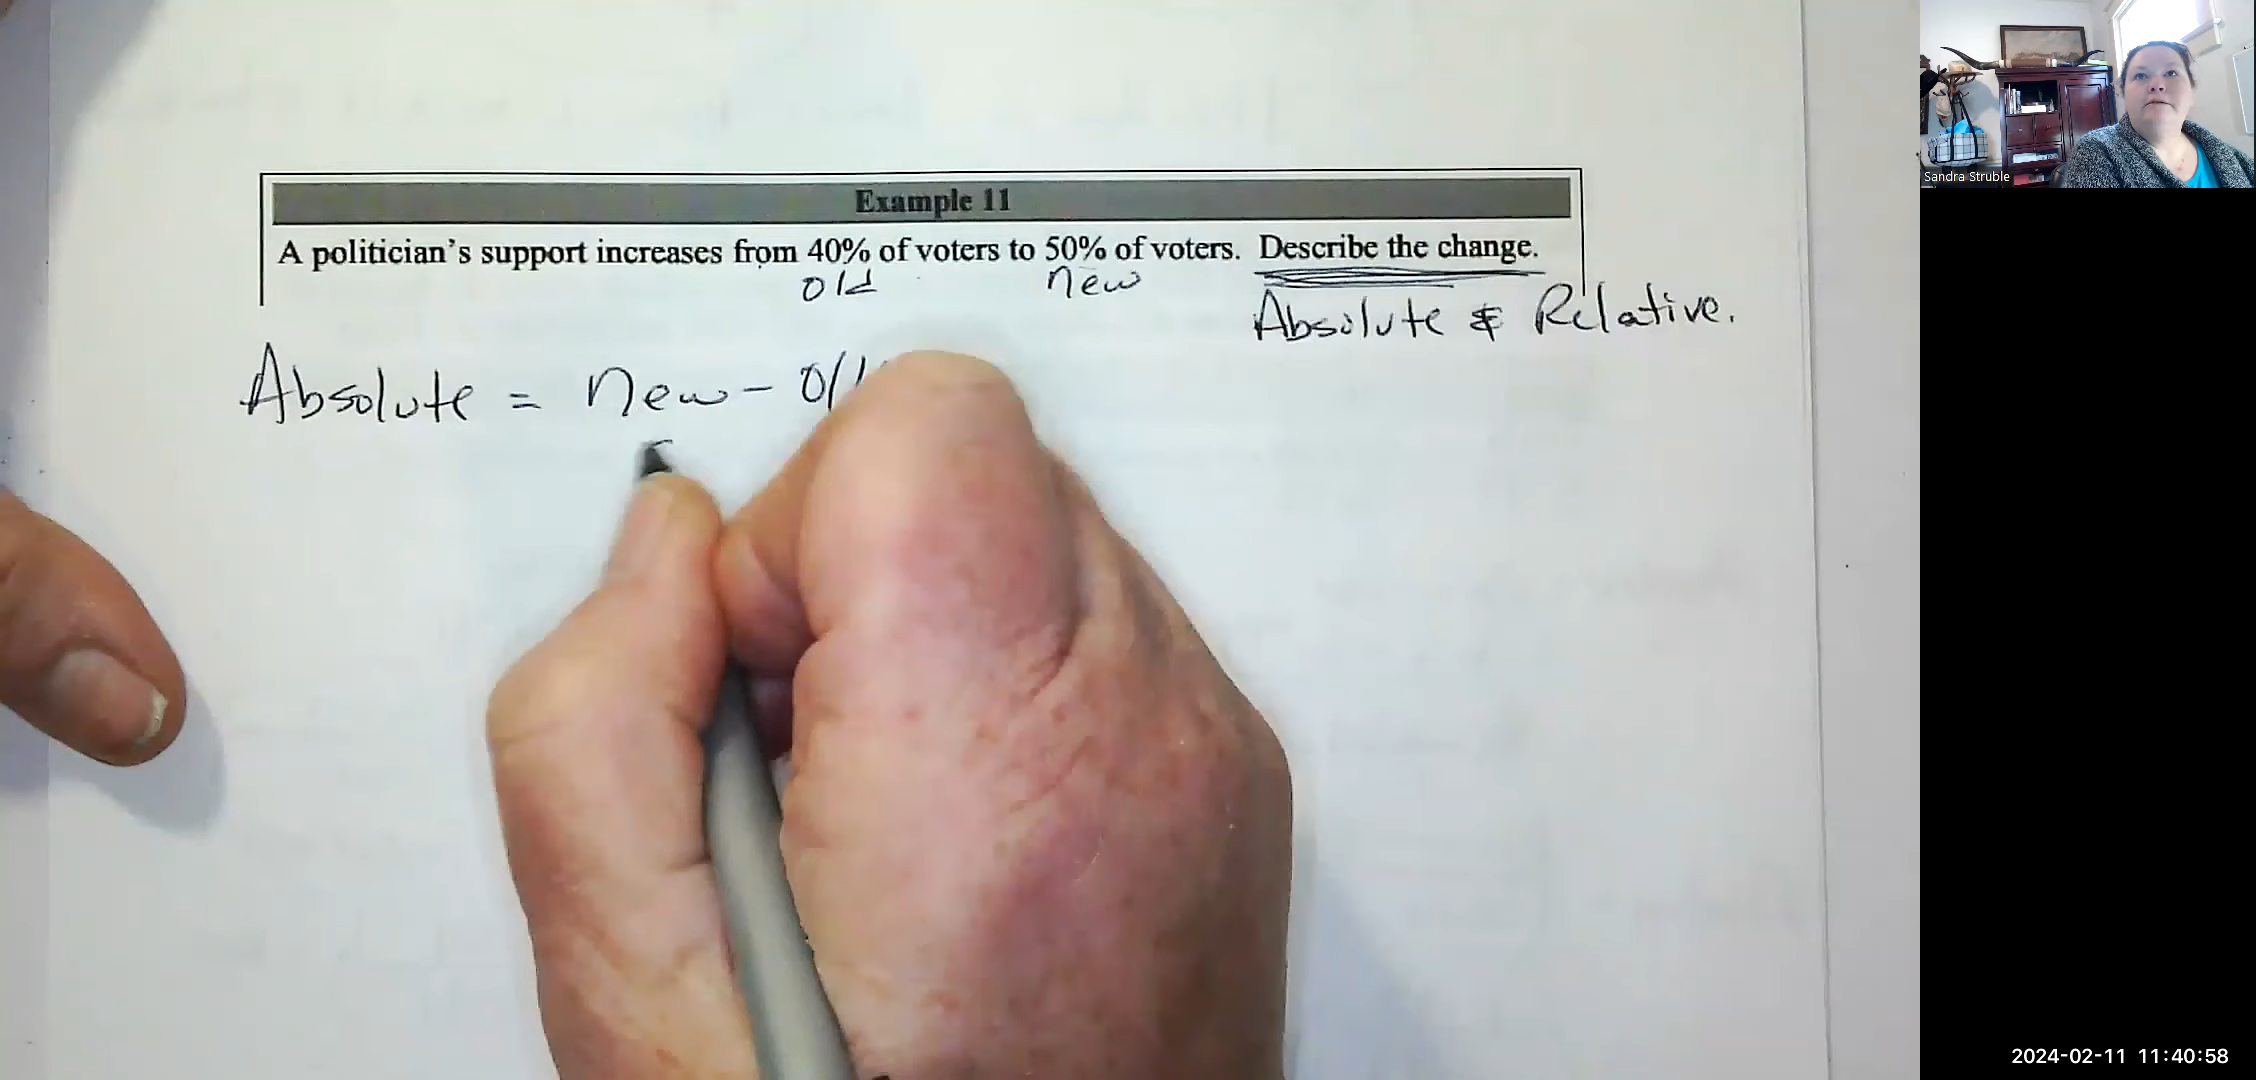 Example 11
A politician's support increases from 40% of voters to 50% of voters. Describe the change.
old new
Absolute & Relative.
Absolute = new -
Sandra Struble
2024-02-11 11:40:58